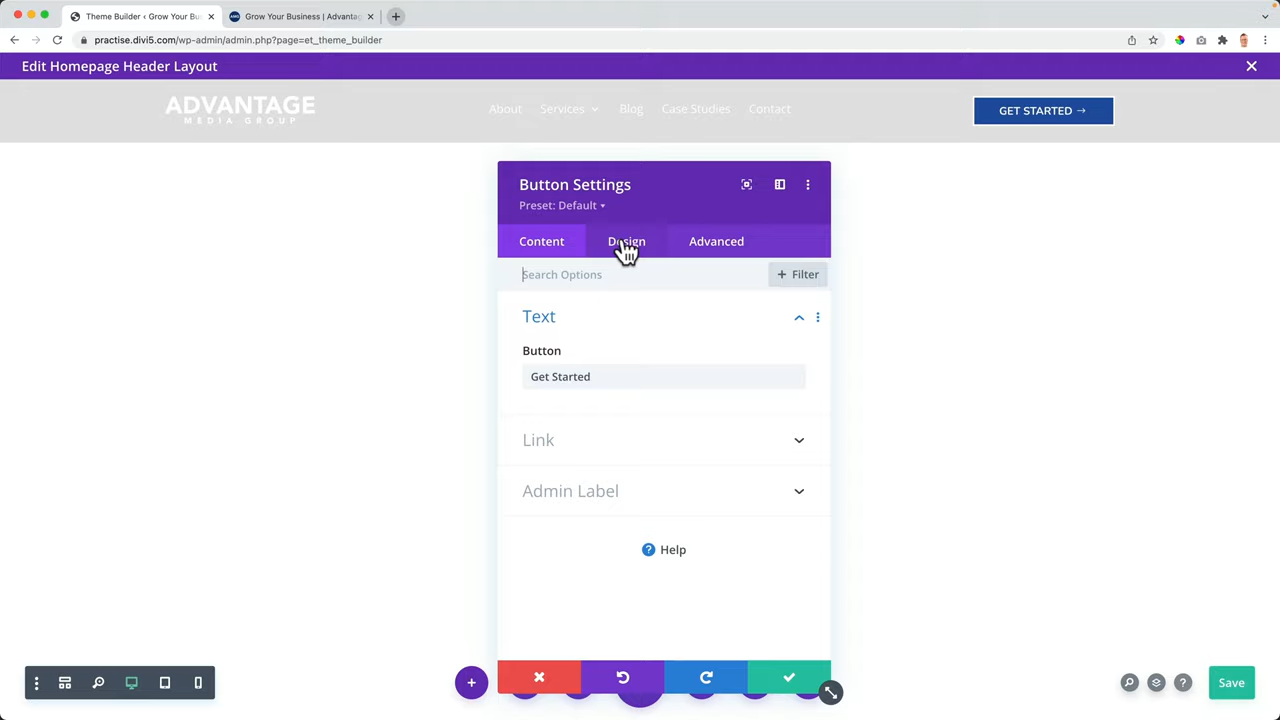 Theme Builder < Grow Your Bu
Grow Your Business | Advanta
practise.divi5.com/wp-admin/admin.php?page=et_theme_builder
Edit Homepage Header Layout
ADVANTAGE
MEDIA GROUP
About Services Blog Case Studies Contact
GET STARTED →
Button Settings
Preset: Default
Content Design Advanced
Search Options
+ Filter
Text
Button
Get Started
Link
Admin Label
? Help
Save